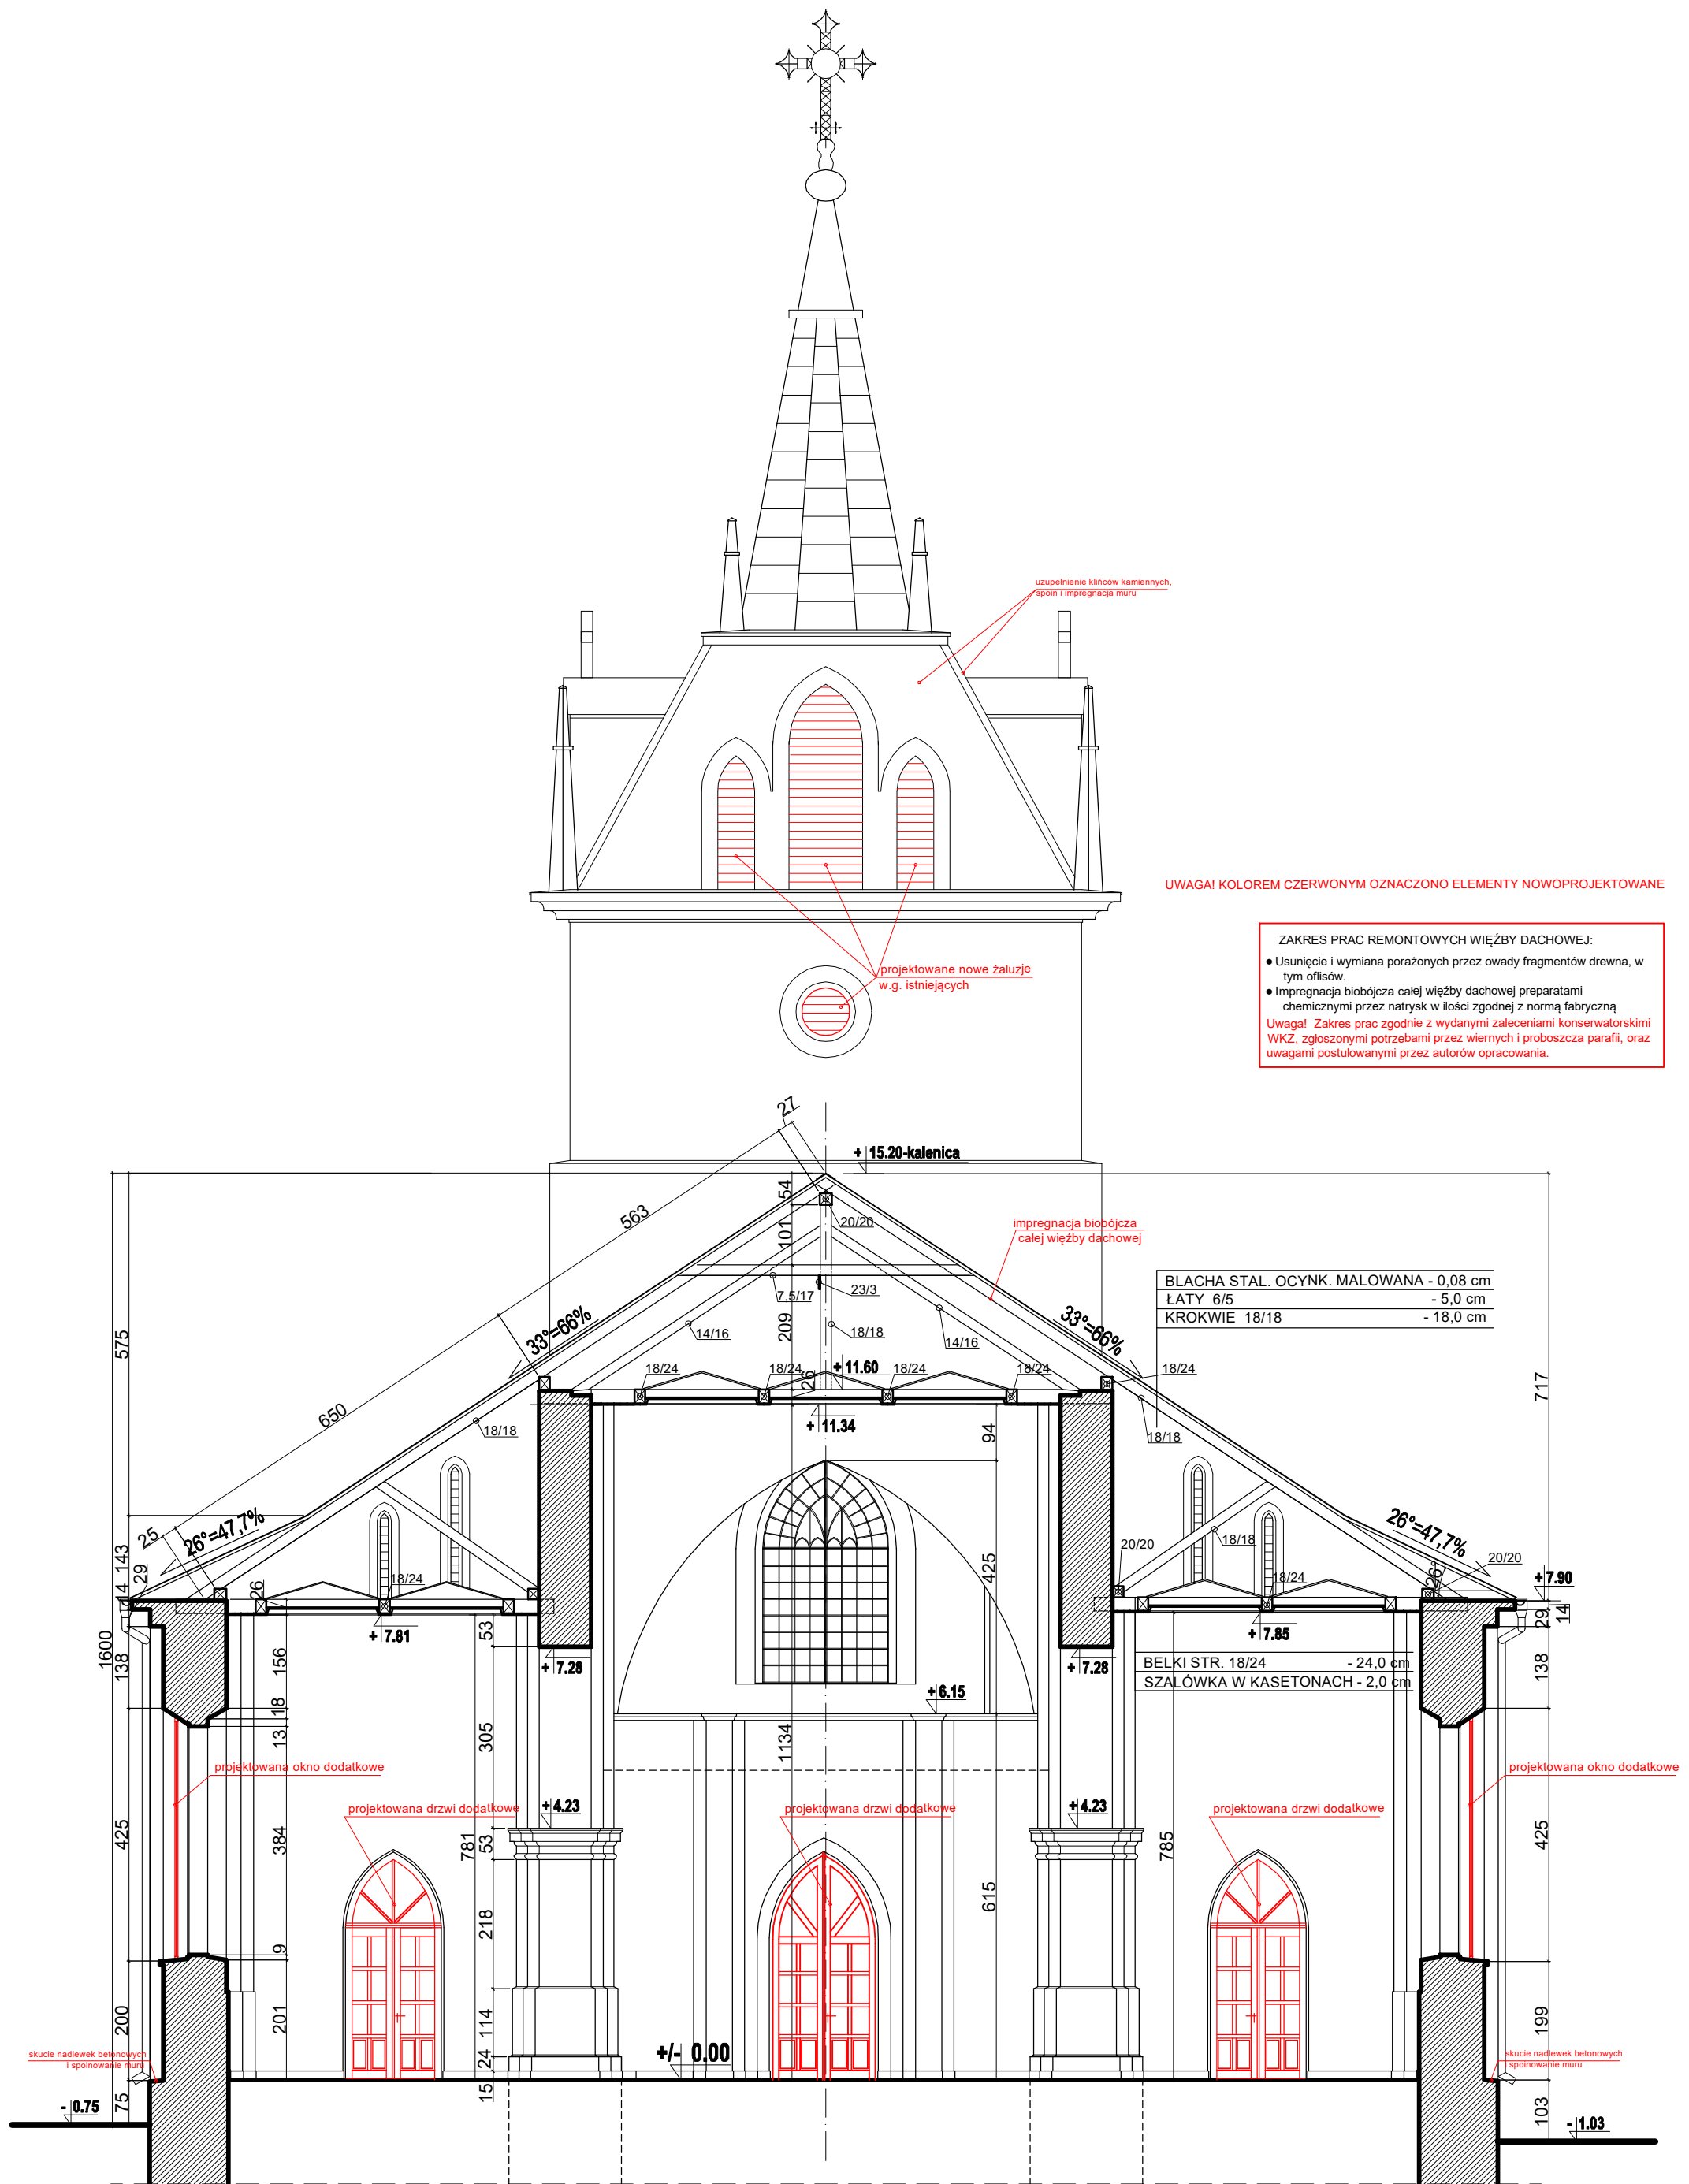 uzupełnienie klińców kamiennych,
spoin i impregnacja muru
UWAGA! KOLOREM CZERWONYM OZNACZONO ELEMENTY NOWOPROJEKTOWANE
ZAKRES PRAC REMONTOWYCH WIĘŹBY DACHOWEJ:
● Usunięcie i wymiana porażonych przez owady fragmentów drewna, w
tym oflisów.
● Impregnacja biobójcza całej więźby dachowej preparatami
chemicznymi przez natrysk w ilości zgodnej z normą fabryczną
Uwaga! Zakres prac zgodnie z wydanymi zaleceniami konserwatorskimi
WKZ, zgłoszonymi potrzebami przez wiernych i proboszcza parafii, oraz
uwagami postulowanymi przez autorów opracowania.
projektowane nowe żaluzje
w.g. istniejących
27
+ 15.20-kalenica
54
563
20/20
101
impregnacja biobójcza
całej więźby dachowej
BLACHA STAL. OCYNK. MALOWANA - 0,08 cm
ŁATY 6/5 - 5,0 cm
KROKWIE 18/18 - 18,0 cm
7,5/17
23/3
33°=66%
209
14/16
18/18
14/16
33°=66%
575
18/24
18/24
26
+ 11.60
18/24
18/24
18/24
717
650
18/18
+ 11.34
94
18/18
25
26°=47,7%
26°=47,7%
143
29
14
26
18/24
425
20/20
18/18
18/24
26
20/20
+ 7.90
29
14
+ 7.81
53
+ 7.85
1600
138
156
+ 7.28
+ 7.28
BELKI STR. 18/24 - 24,0 cm
SZALÓWKA W KASETONACH - 2,0 cm
138
18
13
305
+ 6.15
1134
projektowana okno dodatkowe
projektowana okno dodatkowe
projektowana drzwi dodatkowe
+ 4.23
projektowana drzwi dodatkowe
+ 4.23
projektowana drzwi dodatkowe
425
384
781
53
785
425
218
615
9
200
201
114
199
skucie nadlewek betonowych
i spoinowanie muru
24
+/- 0.00
skucie nadlewek betonowych
i spoinowanie muru
75
15
103
- 0.75
- 1.03